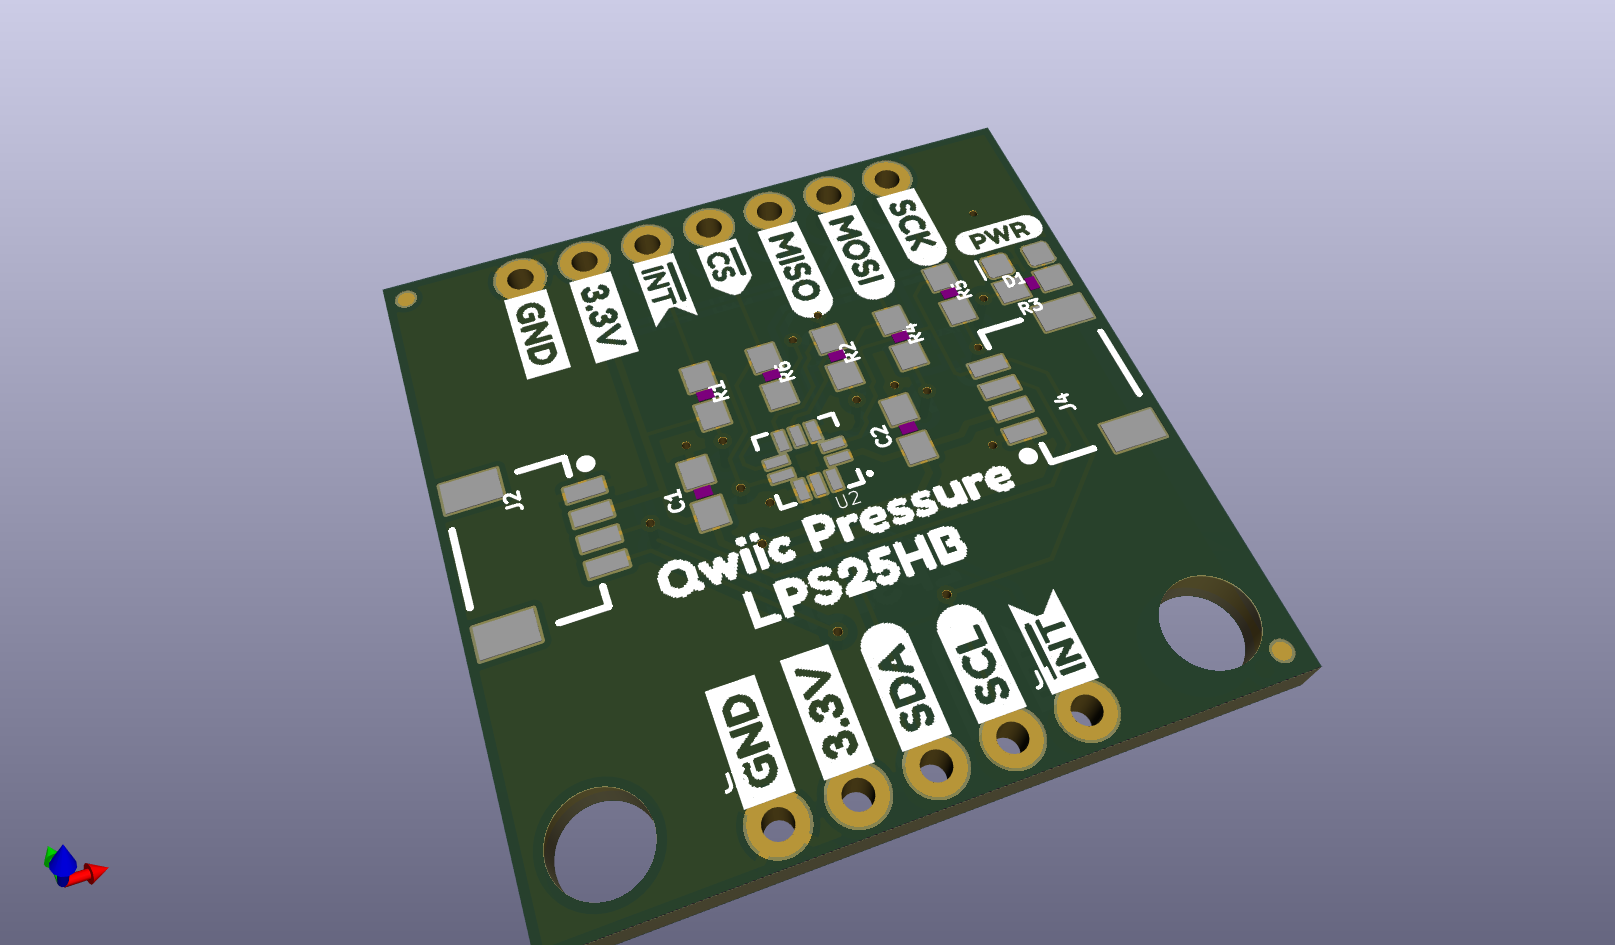 GND
3.3V
INT
CS
MISO
MOSI
SCK
PWR
D1
R3
R5
R4
R2
R6
R1
J4
C2
C1
J2
U2
Qwiic Pressure
LPS25HB
GND
3.3V
SDA
SCL
INT
J
J